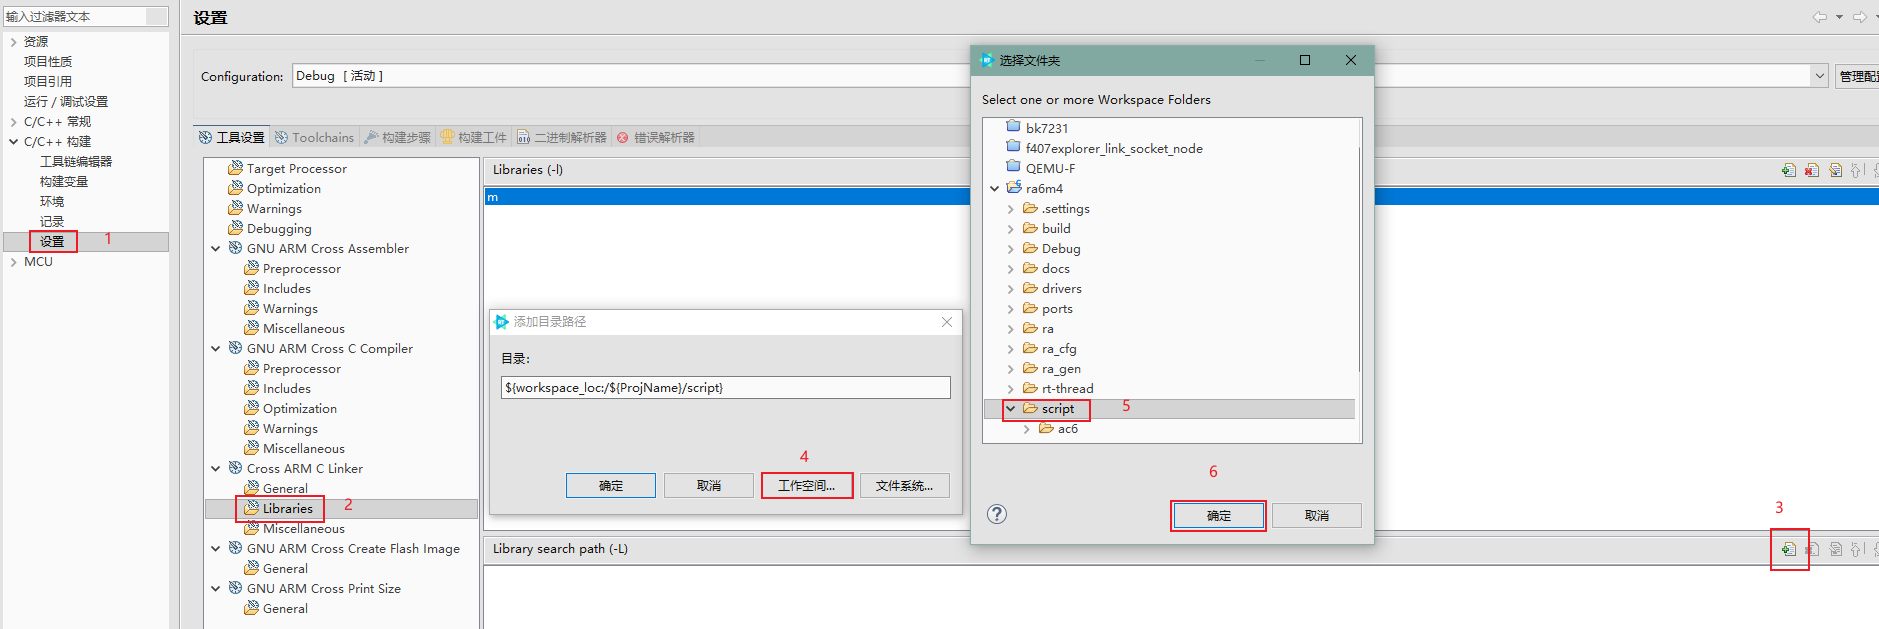 输入过滤器文本
资源
项目性质
项目引用
运行 / 调试设置
C/C++ 常规
C/C++ 构建
工具链编辑器
构建变量
环境
记录
设置
1
MCU
设置
Configuration:
Debug [ 活动 ]
管理配置
工具设置
Toolchains
构建步骤
构建工件
二进制解析器
错误解析器
Target Processor
Optimization
Warnings
Debugging
GNU ARM Cross Assembler
Preprocessor
Includes
Warnings
Miscellaneous
GNU ARM Cross C Compiler
Preprocessor
Includes
Optimization
Warnings
Miscellaneous
Cross ARM C Linker
General
Libraries
2
Miscellaneous
GNU ARM Cross Create Flash Image
General
GNU ARM Cross Print Size
General
Libraries (-l)
m
添加目录路径
目录:
${workspace_loc:/${ProjName}/script}
4
确定
取消
工作空间...
文件系统...
选择文件夹
Select one or more Workspace Folders
bk7231
f407explorer_link_socket_node
QEMU-F
ra6m4
.settings
build
Debug
docs
drivers
ports
ra
ra_cfg
ra_gen
rt-thread
script
5
ac6
6
确定
取消
3
Library search path (-L)